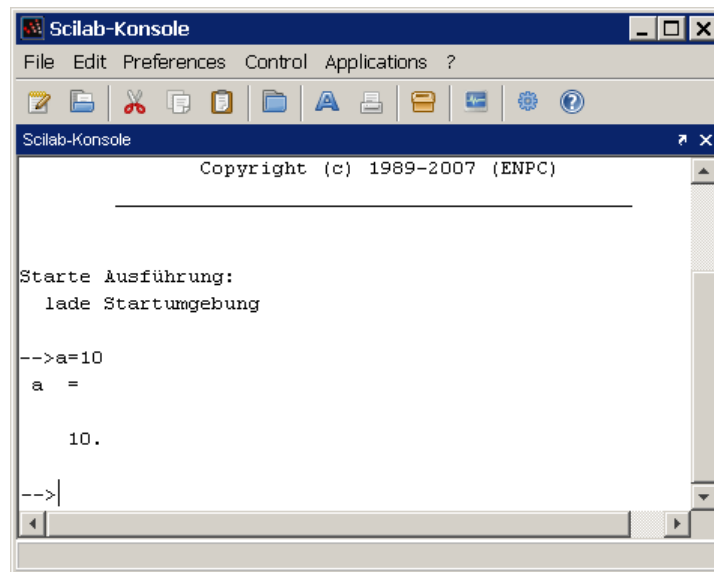 Scilab-Konsole
File Edit Preferences Control Applications ?
Scilab-Konsole
Copyright (c) 1989-2007 (ENPC)
Starte Ausführung:
lade Startumgebung
-->a=10
a =
10.
-->